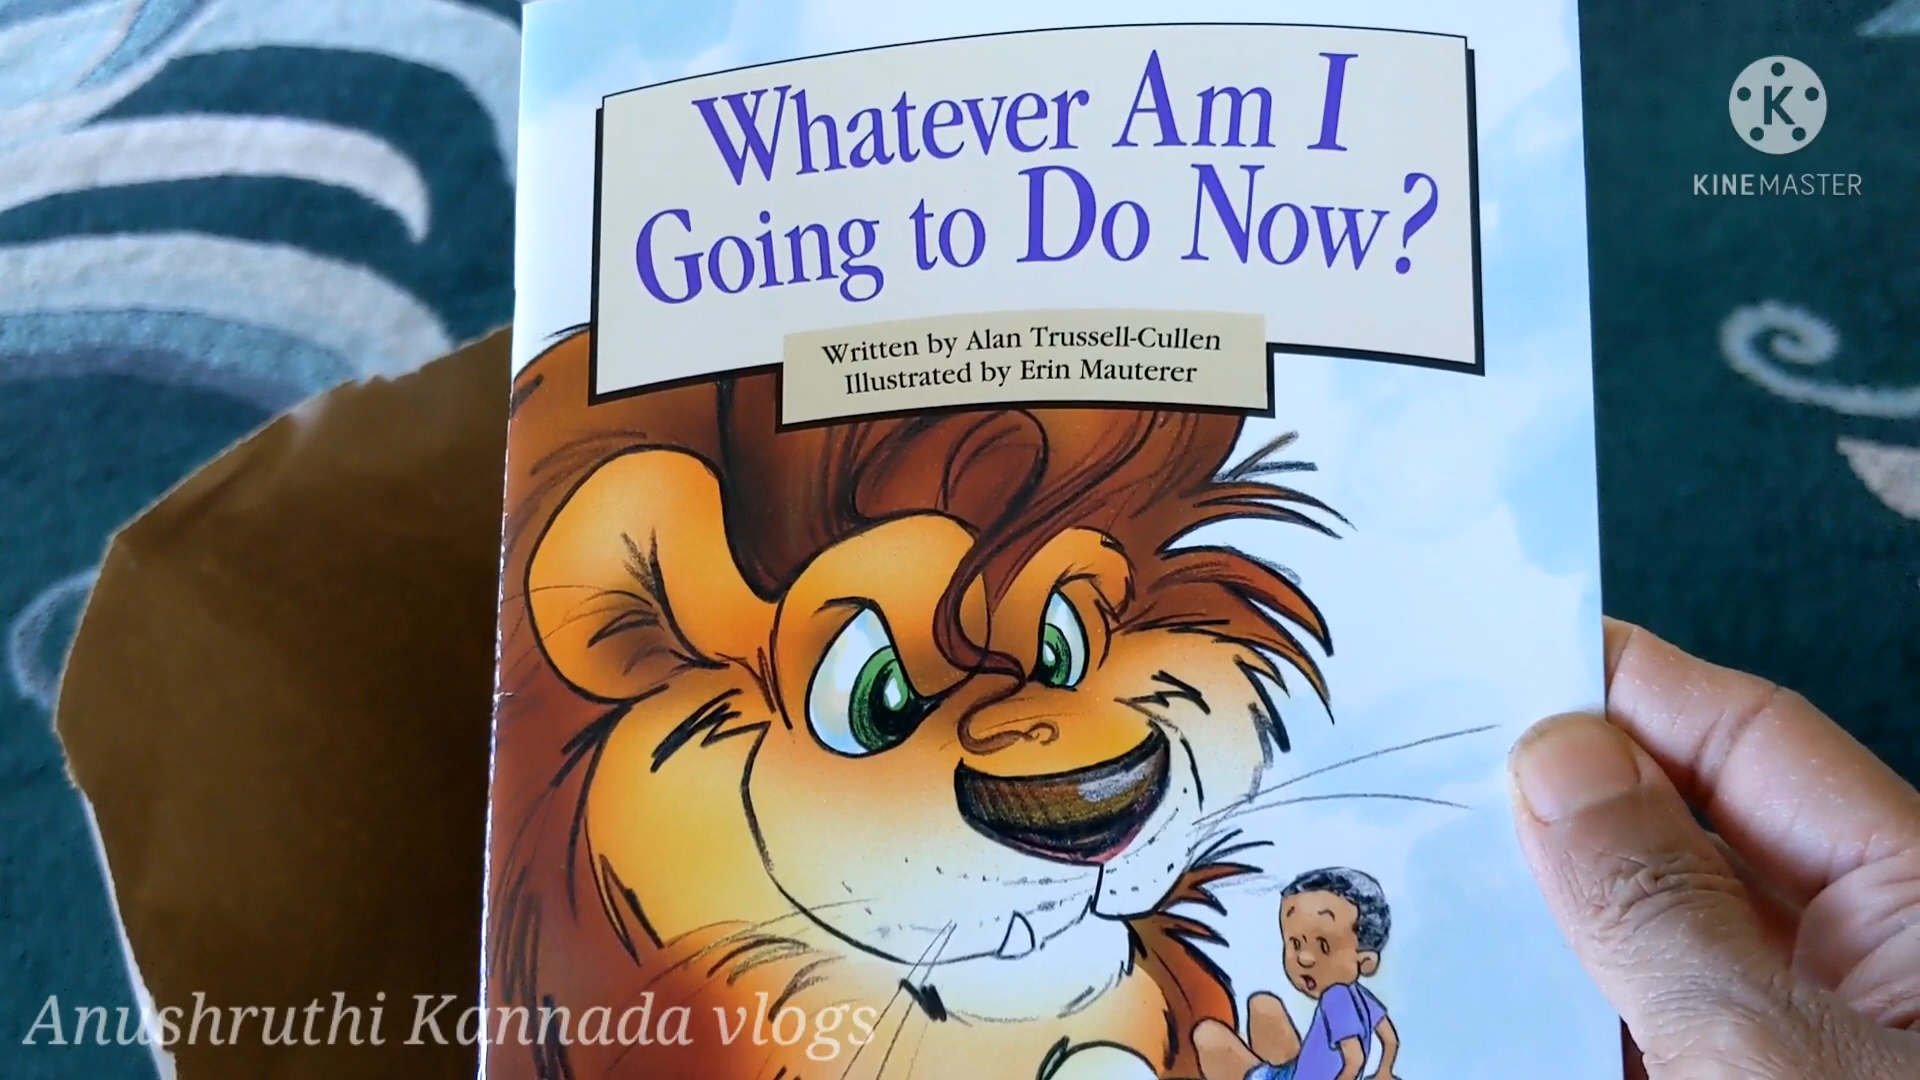 Whatever Am I
Going to Do Now?
Written by Alan Trussell-Cullen
Illustrated by Erin Mauterer
K
KINEMASTER
Anushruthi Kannada vlogs